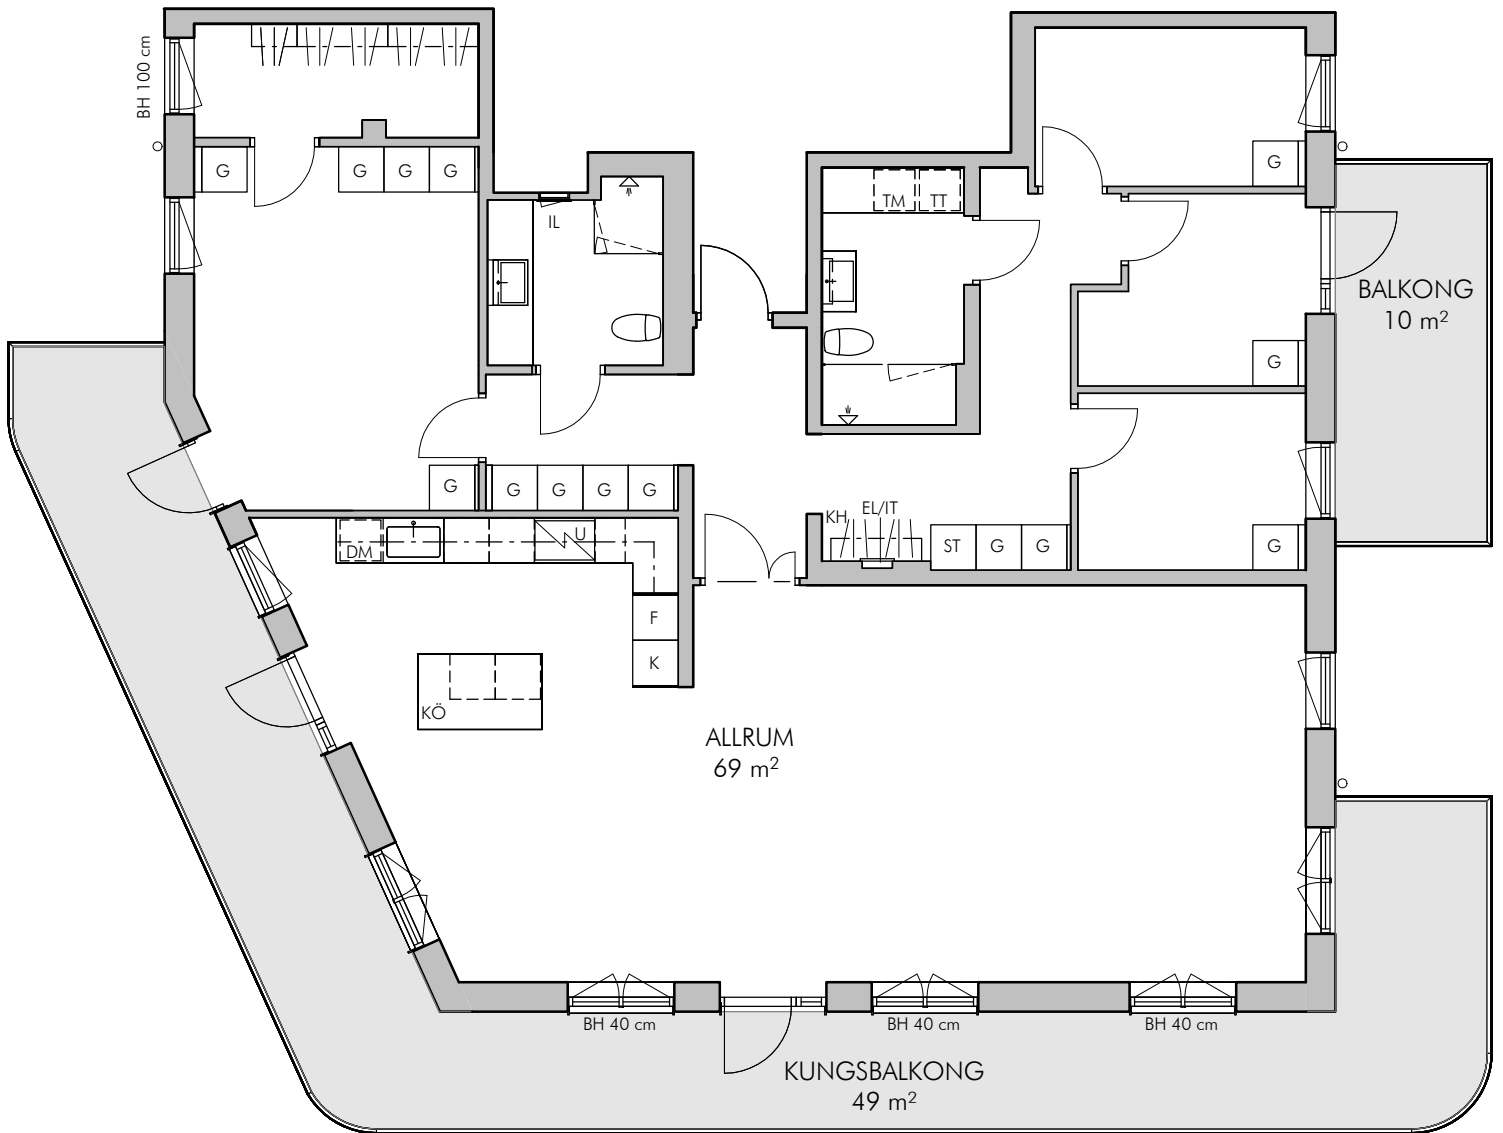 BH 100 cm
G
G
G
G
G
TM
TT
IL
BALKONG
10 m²
G
G
G
G
G
G
KH
EL/IT
ST
G
G
G
DM
U
F
K
KÖ
ALLRUM
69 m²
BH 40 cm
BH 40 cm
BH 40 cm
KUNGSBALKONG
49 m²